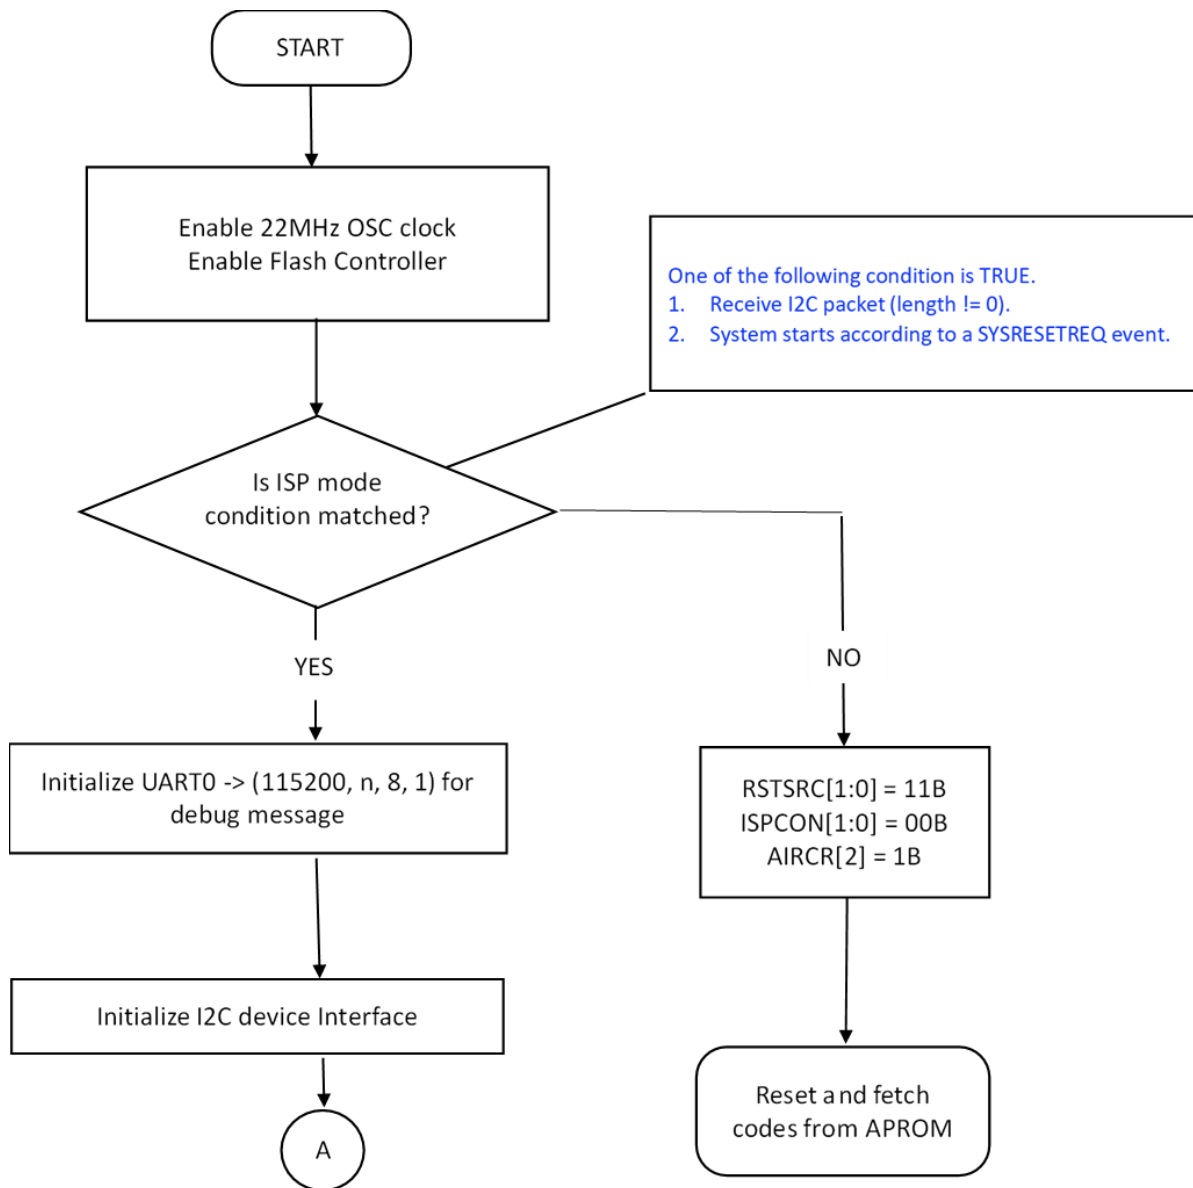 START
Enable 22MHz OSC clock
Enable Flash Controller
One of the following condition is TRUE.
1. Receive I2C packet (length != 0).
2. System starts according to a SYSRESETREQ event.
Is ISP mode
condition matched?
YES
NO
Initialize UART0 -> (115200, n, 8, 1) for
debug message
RSTSRC[1:0] = 11B
ISPCON[1:0] = 00B
AIRCR[2] = 1B
Initialize I2C device Interface
Reset and fetch
codes from APROM
A